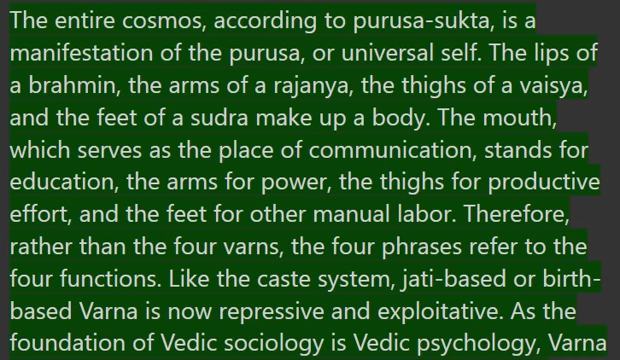 The entire cosmos, according to purusa-sukta, is a
manifestation of the purusa, or universal self. The lips of
a brahmin, the arms of a rajanya, the thighs of a vaisya,
and the feet of a sudra make up a body. The mouth,
which serves as the place of communication, stands for
education, the arms for power, the thighs for productive
effort, and the feet for other manual labor. Therefore,
rather than the four varns, the four phrases refer to the
four functions. Like the caste system, jati-based or birth-
based Varna is now repressive and exploitative. As the
foundation of Vedic sociology is Vedic psychology, Varna